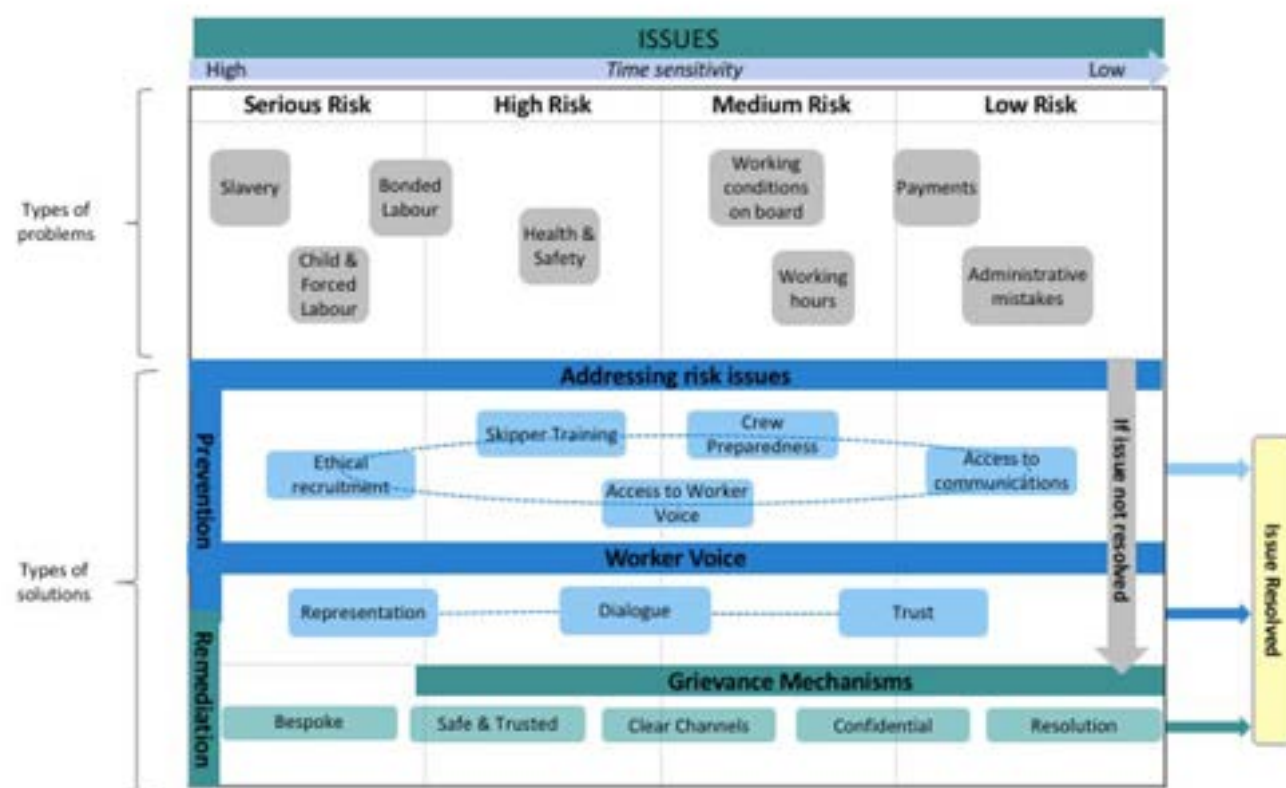 ISSUES
High Time sensitivity Low
Serious Risk High Risk Medium Risk Low Risk
Types of
problems
Slavery
Bonded
Labour
Child &
Forced
Labour
Health &
Safety
Working
conditions
on board
Working
hours
Payments
Administrative
mistakes
Types of
solutions
Prevention
Addressing risk issues
Ethical
recruitment
Skipper Training
Crew
Preparedness
Access to Worker
Voice
Access to
communications
If issue not resolved
Worker Voice
Representation
Dialogue
Trust
Remediation
Grievance Mechanisms
Bespoke
Safe & Trusted
Clear Channels
Confidential
Resolution
Issue Resolved